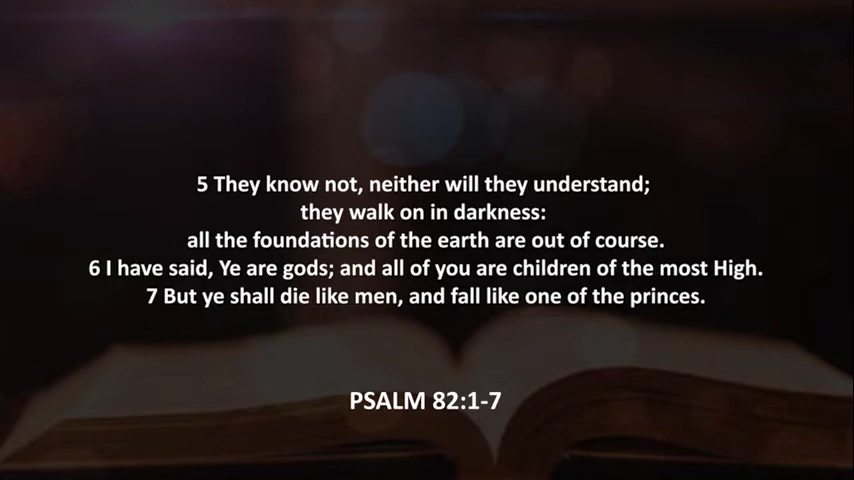 5 They know not, neither will they understand;
they walk on in darkness:
all the foundations of the earth are out of course.
6 I have said, Ye are gods; and all of you are children of the most High.
7 But ye shall die like men, and fall like one of the princes.
PSALM 82:1-7